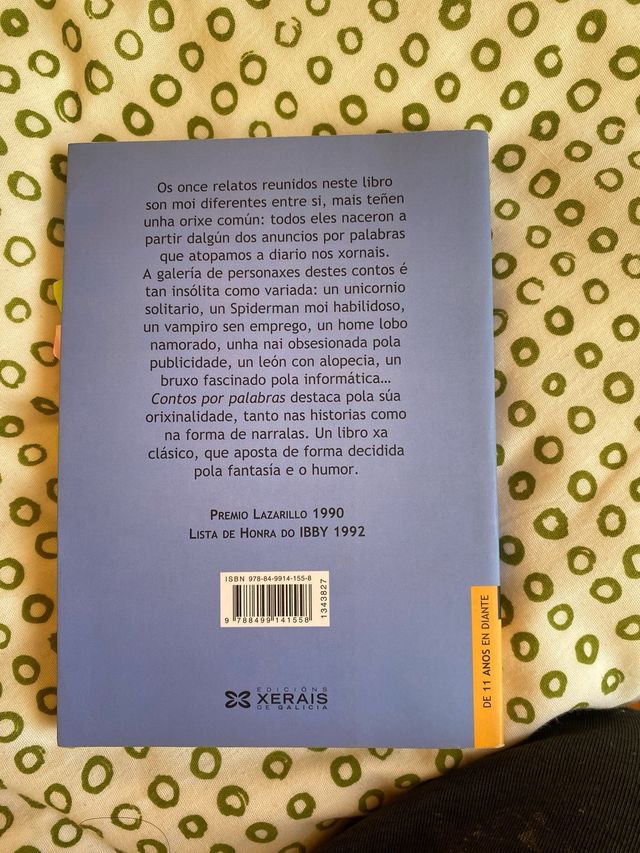 Os once relatos reunidos neste libro
son moi diferentes entre si, mais teñen
unha orixe común: todos eles naceron a
partir dalgún dos anuncios por palabras
que atopamos a diario nos xornais.
A galería de personaxes destes contos é
tan insólita como variada: un unicornio
solitario, un Spiderman moi habilidoso,
un vampiro sen emprego, un home lobo
namorado, unha nai obsesionada pola
publicidade, un león con alopecia, un
bruxo fascinado pola informática...
Contos por palabras destaca pola súa
orixinalidade, tanto nas historias como
na forma de narralas. Un libro xa
clásico, que aposta de forma decidida
pola fantasía e o humor.
PREMIO LAZARILLO 1990
LISTA DE HONRA DO IBBY 1992
ISBN 978-84-9914-155-8
9 788499 141558
1343827
EDICIÓNS
XERAIS
DE GALICIA
DE 11 ANOS EN DIANTE